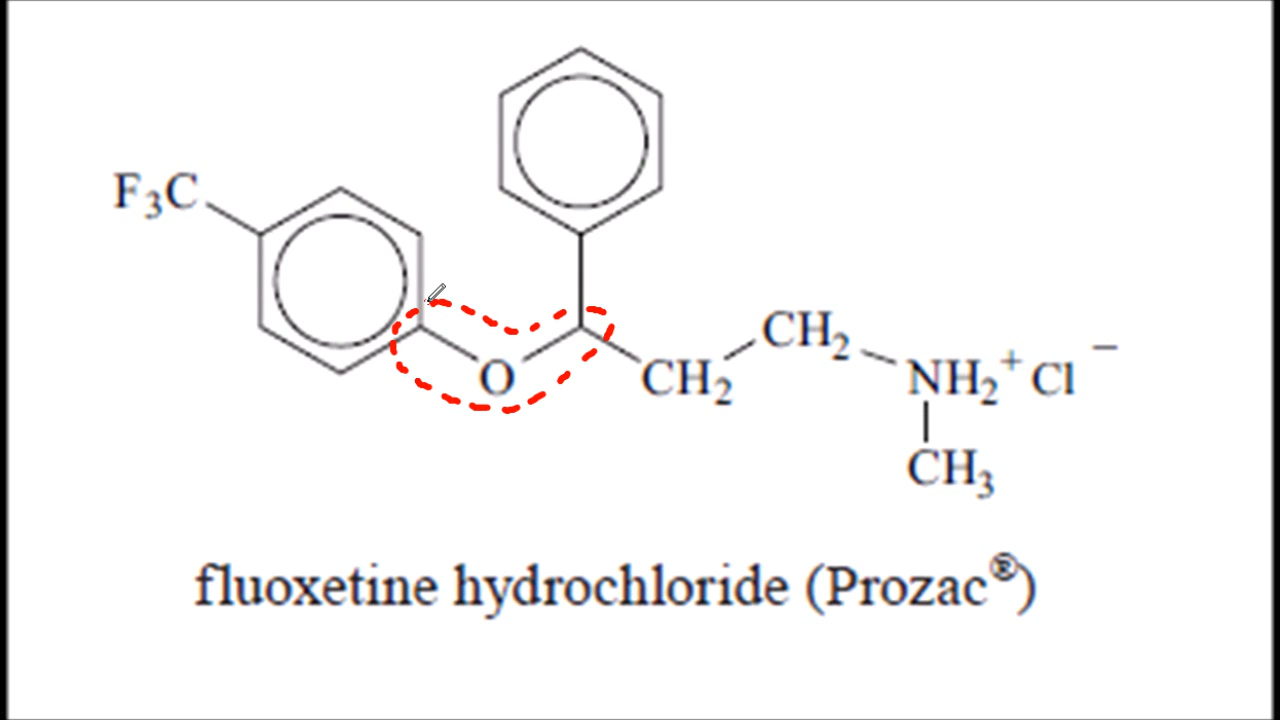 F₃C
O
CH₂
CH₂
NH₂⁺ Cl⁻
CH₃
fluoxetine hydrochloride (Prozac®)